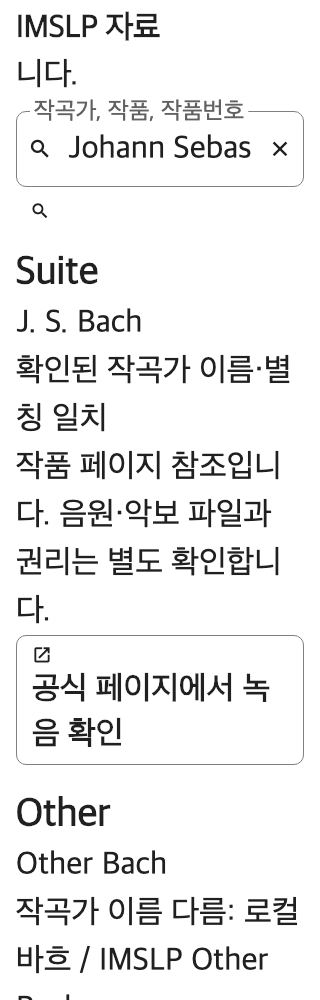 IMSLP 자료
니다.
작곡가, 작품, 작품번호
Johann Sebas
Suite
J. S. Bach
확인된 작곡가 이름·별
칭 일치
작품 페이지 참조입니
다. 음원·악보 파일과
권리는 별도 확인합니
다.
공식 페이지에서 녹
음 확인
Other
Other Bach
작곡가 이름 다름: 로컬
바흐 / IMSLP Other